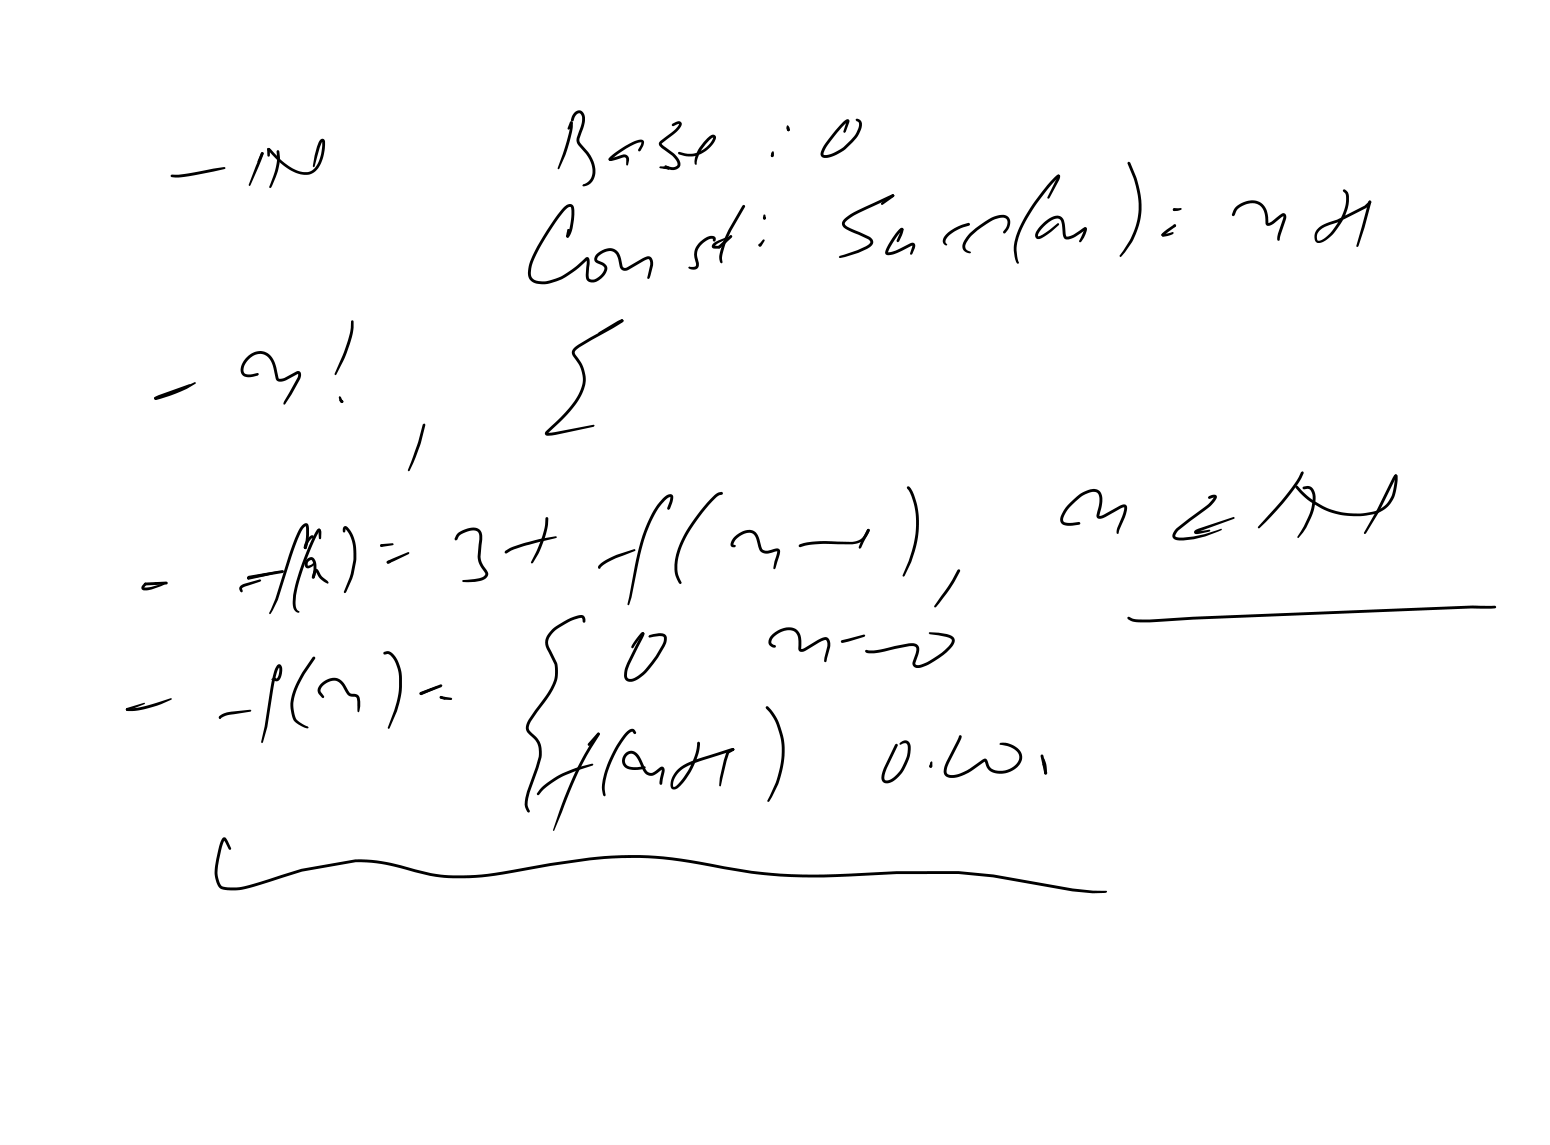 - ℕ Base : 0
Const: Succ(n) = n+1
- n! , Σ
- f(n) = 3 + f(n-1), n ∈ ℕ
- f(n) = { 0 n=0
f(n+1) o.w.